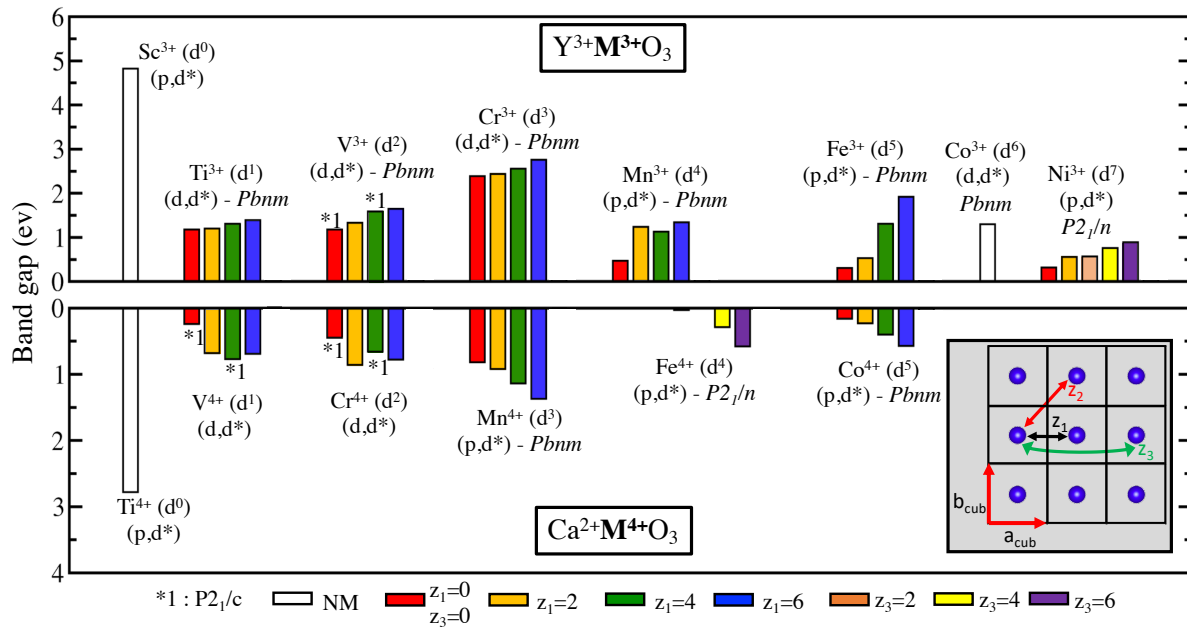 Y³⁺M³⁺O₃
Band gap (ev)
6
5
4
3
2
1
0
Sc³⁺ (d⁰)
(p,d*)
Ti³⁺ (d¹)
(d,d*) - Pbnm
V³⁺ (d²)
(d,d*) - Pbnm
*1
*1
Cr³⁺ (d³)
(d,d*) - Pbnm
Mn³⁺ (d⁴)
(p,d*) - Pbnm
Fe³⁺ (d⁵)
(p,d*) - Pbnm
Co³⁺ (d⁶)
(d,d*)
Pbnm
Ni³⁺ (d⁷)
(p,d*)
P2₁/n
0
1
2
3
4
Ti⁴⁺ (d⁰)
(p,d*)
*1
*1
V⁴⁺ (d¹)
(d,d*)
*1
*1
Cr⁴⁺ (d²)
(d,d*)
Mn⁴⁺ (d³)
(p,d*) - Pbnm
Fe⁴⁺ (d⁴)
(p,d*) - P2₁/n
Co⁴⁺ (d⁵)
(p,d*) - Pbnm
Ca²⁺M⁴⁺O₃
z₂
z₁
z₃
b_cub
a_cub
*1 : P2₁/c
NM
z₁=0
z₃=0
z₁=2
z₁=4
z₁=6
z₃=2
z₃=4
z₃=6